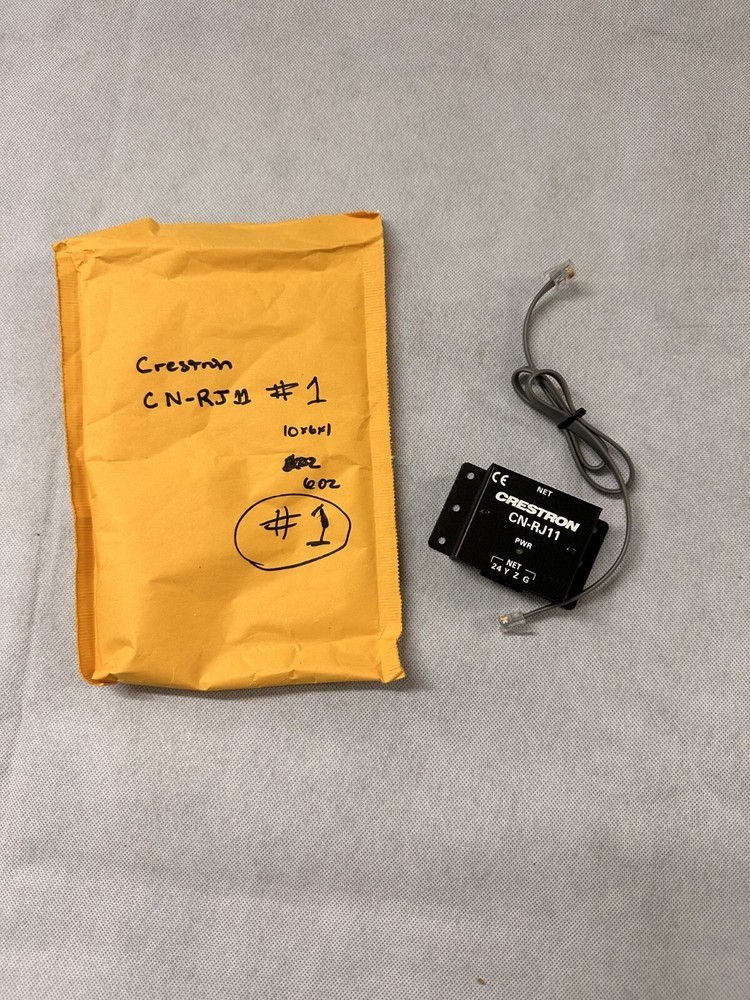 Crestron
CN-RJ11 #1
10x6x1
6oz
#1
CE
NET
CRESTRON
CN-RJ11
PWR
NET
24 Y Z G